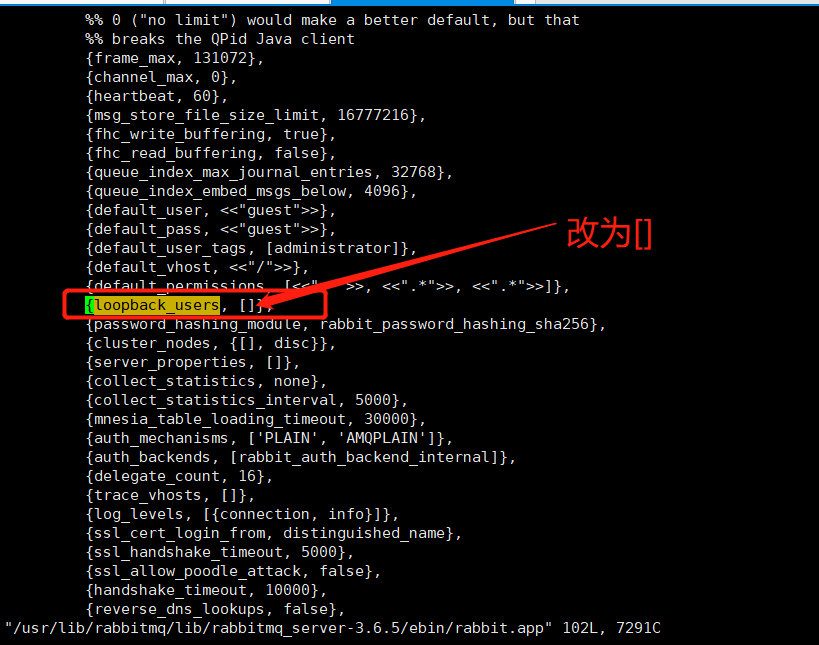 %% 0 ("no limit") would make a better default, but that
%% breaks the QPid Java client
{frame_max, 131072},
{channel_max, 0},
{heartbeat, 60},
{msg_store_file_size_limit, 16777216},
{fhc_write_buffering, true},
{fhc_read_buffering, false},
{queue_index_max_journal_entries, 32768},
{queue_index_embed_msgs_below, 4096},
{default_user, <<"guest">>},
{default_pass, <<"guest">>},
{default_user_tags, [administrator]},
{default_vhost, <<"/">>},
改为[]
{default_permissions, [<<" >>, <<".*">>, <<".*">>]},
{loopback_users, []},
{password_hashing_module, rabbit_password_hashing_sha256},
{cluster_nodes, {[], disc}},
{server_properties, []},
{collect_statistics, none},
{collect_statistics_interval, 5000},
{mnesia_table_loading_timeout, 30000},
{auth_mechanisms, ['PLAIN', 'AMQPLAIN']},
{auth_backends, [rabbit_auth_backend_internal]},
{delegate_count, 16},
{trace_vhosts, []},
{log_levels, [{connection, info}]},
{ssl_cert_login_from, distinguished_name},
{ssl_handshake_timeout, 5000},
{ssl_allow_poodle_attack, false},
{handshake_timeout, 10000},
{reverse_dns_lookups, false},
"/usr/lib/rabbitmq/lib/rabbitmq_server-3.6.5/ebin/rabbit.app" 102L, 7291C